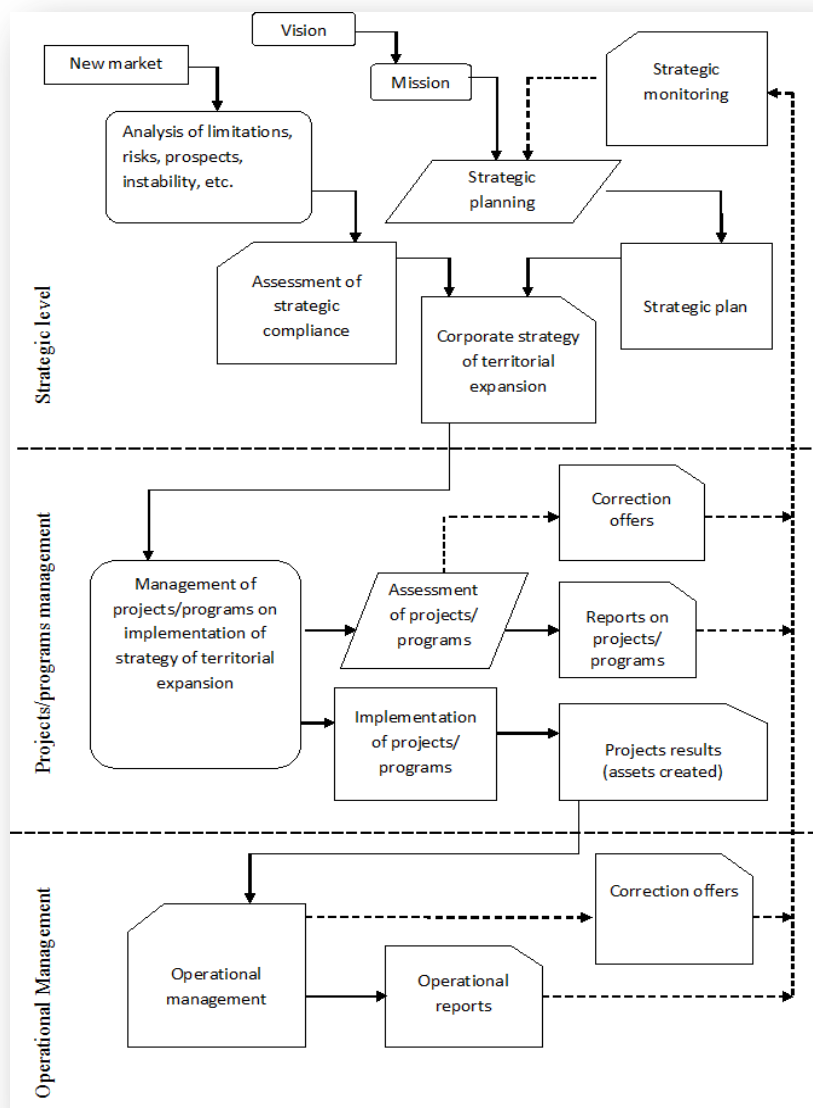 Vision
New market
Mission
Strategic
monitoring
Analysis of limitations,
risks, prospects,
instability, etc.
Strategic
planning
Assessment of
strategic
compliance
Strategic plan
Corporate strategy
of territorial
expansion
Strategic level
Correction
offers
Management of
projects/programs on
implementation of
strategy of territorial
expansion
Assessment
of projects/
programs
Reports on
projects/
programs
Implementation
of projects/
programs
Projects results
(assets created)
Projects/programs management
Correction offers
Operational
management
Operational
reports
Operational Management